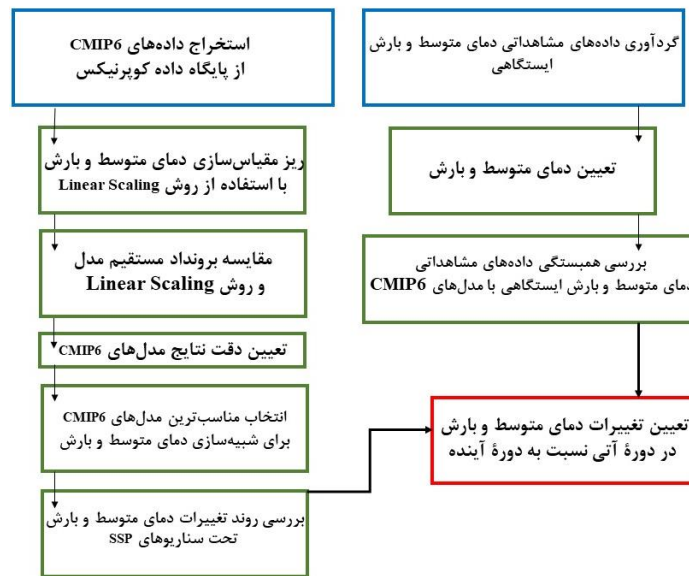 گردآوری داده‌های مشاهداتی دمای متوسط و بارش
ایستگاهی
تعیین دمای متوسط و بارش
بررسی همبستگی داده‌های مشاهداتی
دمای متوسط و بارش ایستگاهی با مدل‌های CMIP6
استخراج داده‌های CMIP6
از پایگاه داده کوپرنیکس
ریز مقیاس‌سازی دمای متوسط و بارش
با استفاده از روش Linear Scaling
مقایسه برونداد مستقیم مدل
و روش Linear Scaling
تعیین دقت نتایج مدل‌های CMIP6
انتخاب مناسب‌ترین مدل‌های CMIP6
برای شبیه‌سازی دمای متوسط و بارش
بررسی روند تغییرات دمای متوسط و بارش
تحت سناریوهای SSP
تعیین تغییرات دمای متوسط و بارش
در دورهٔ آتی نسبت به دورهٔ آینده